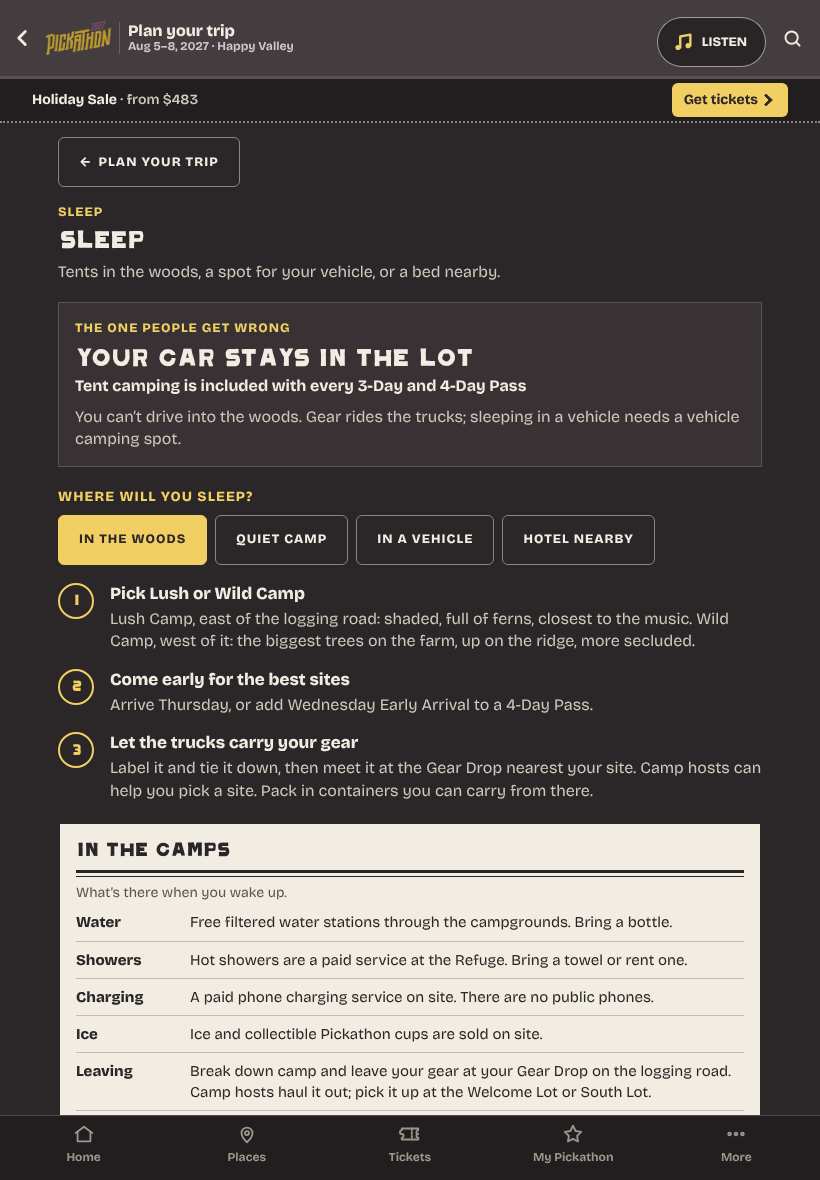 PICKATHON
Plan your trip
Aug 5–8, 2027 · Happy Valley
LISTEN
Holiday Sale · from $483
Get tickets
← PLAN YOUR TRIP
SLEEP
SLEEP
Tents in the woods, a spot for your vehicle, or a bed nearby.
THE ONE PEOPLE GET WRONG
YOUR CAR STAYS IN THE LOT
Tent camping is included with every 3-Day and 4-Day Pass
You can't drive into the woods. Gear rides the trucks; sleeping in a vehicle needs a vehicle
camping spot.
WHERE WILL YOU SLEEP?
IN THE WOODS
QUIET CAMP
IN A VEHICLE
HOTEL NEARBY
1
Pick Lush or Wild Camp
Lush Camp, east of the logging road: shaded, full of ferns, closest to the music. Wild
Camp, west of it: the biggest trees on the farm, up on the ridge, more secluded.
2
Come early for the best sites
Arrive Thursday, or add Wednesday Early Arrival to a 4-Day Pass.
3
Let the trucks carry your gear
Label it and tie it down, then meet it at the Gear Drop nearest your site. Camp hosts can
help you pick a site. Pack in containers you can carry from there.
IN THE CAMPS
What's there when you wake up.
Water
Free filtered water stations through the campgrounds. Bring a bottle.
Showers
Hot showers are a paid service at the Refuge. Bring a towel or rent one.
Charging
A paid phone charging service on site. There are no public phones.
Ice
Ice and collectible Pickathon cups are sold on site.
Leaving
Break down camp and leave your gear at your Gear Drop on the logging road.
Camp hosts haul it out; pick it up at the Welcome Lot or South Lot.
Home
Places
Tickets
My Pickathon
More